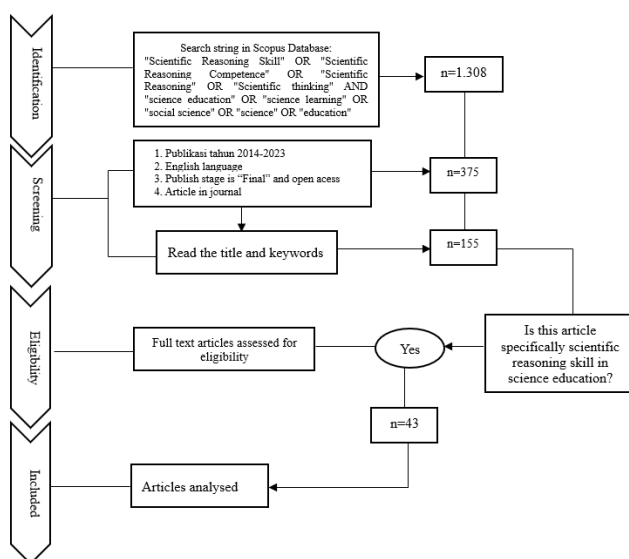 Identification
Search string in Scopus Database:
"Scientific Reasoning Skill" OR "Scientific
Reasoning Competence" OR "Scientific
Reasoning" OR "Scientific thinking" AND
"science education" OR "science learning" OR
"social science" OR "science" OR "education"
n=1.308
Screening
1. Publikasi tahun 2014-2023
2. English language
3. Publish stage is “Final” and open acess
4. Article in journal
n=375
Read the title and keywords
n=155
Eligibility
Full text articles assessed for
eligibility
Yes
Is this article
specifically scientific
reasoning skill in
science education?
n=43
Included
Articles analysed